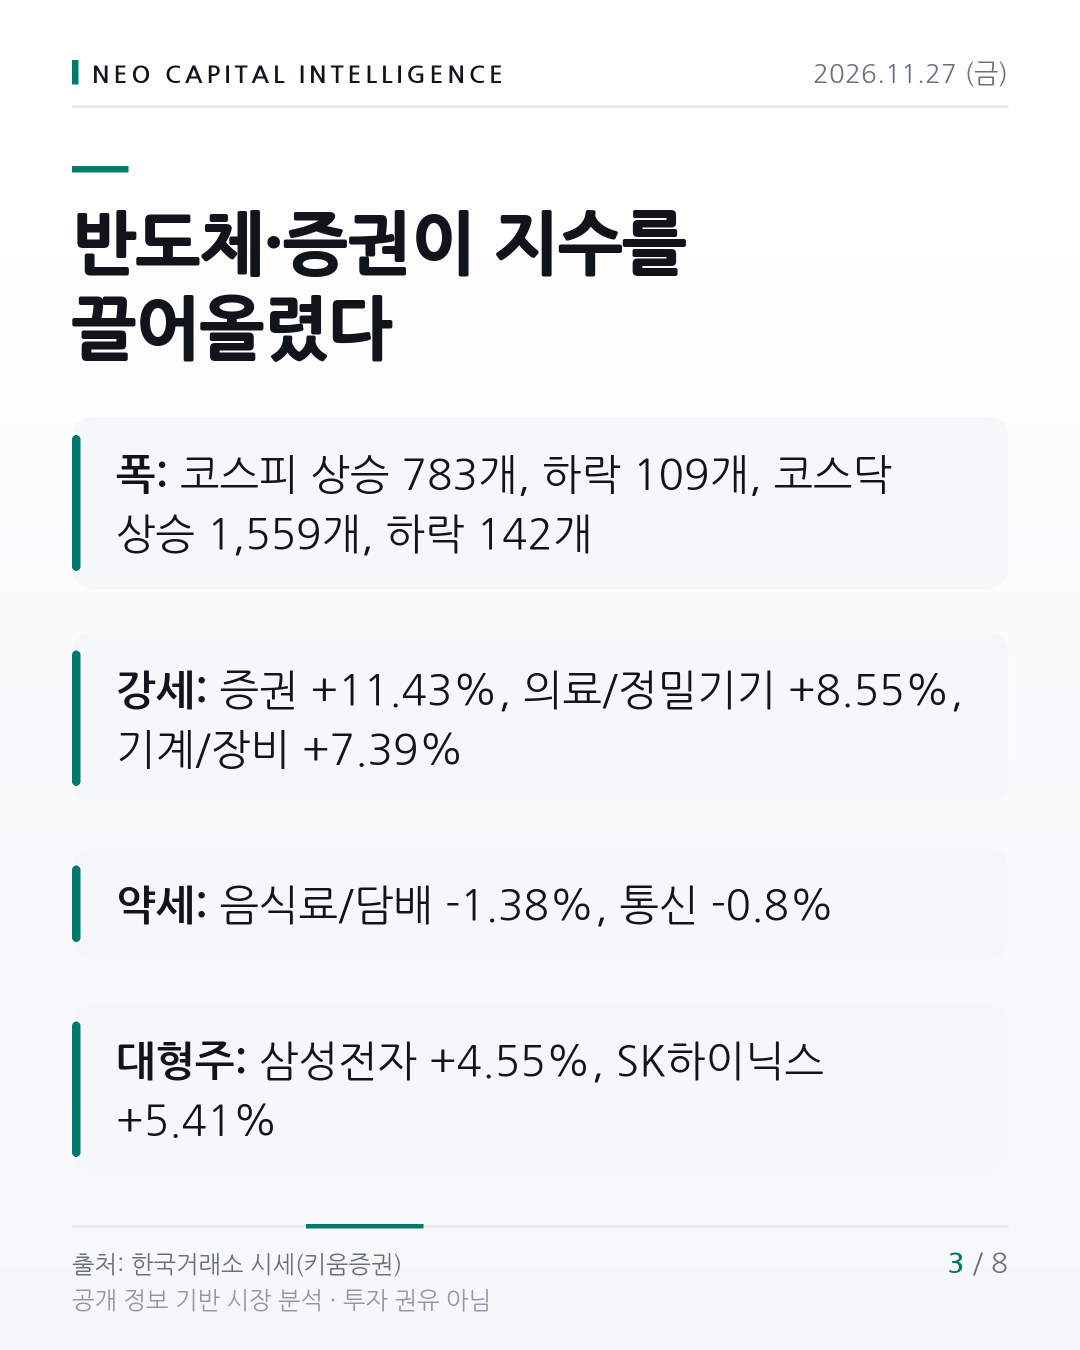 NEO CAPITAL INTELLIGENCE
2026.11.27 (금)
반도체·증권이 지수를
끌어올렸다
폭: 코스피 상승 783개, 하락 109개, 코스닥
상승 1,559개, 하락 142개
강세: 증권 +11.43%, 의료/정밀기기 +8.55%,
기계/장비 +7.39%
약세: 음식료/담배 -1.38%, 통신 -0.8%
대형주: 삼성전자 +4.55%, SK하이닉스
+5.41%
출처: 한국거래소 시세(키움증권)
3 / 8
공개 정보 기반 시장 분석 · 투자 권유 아님